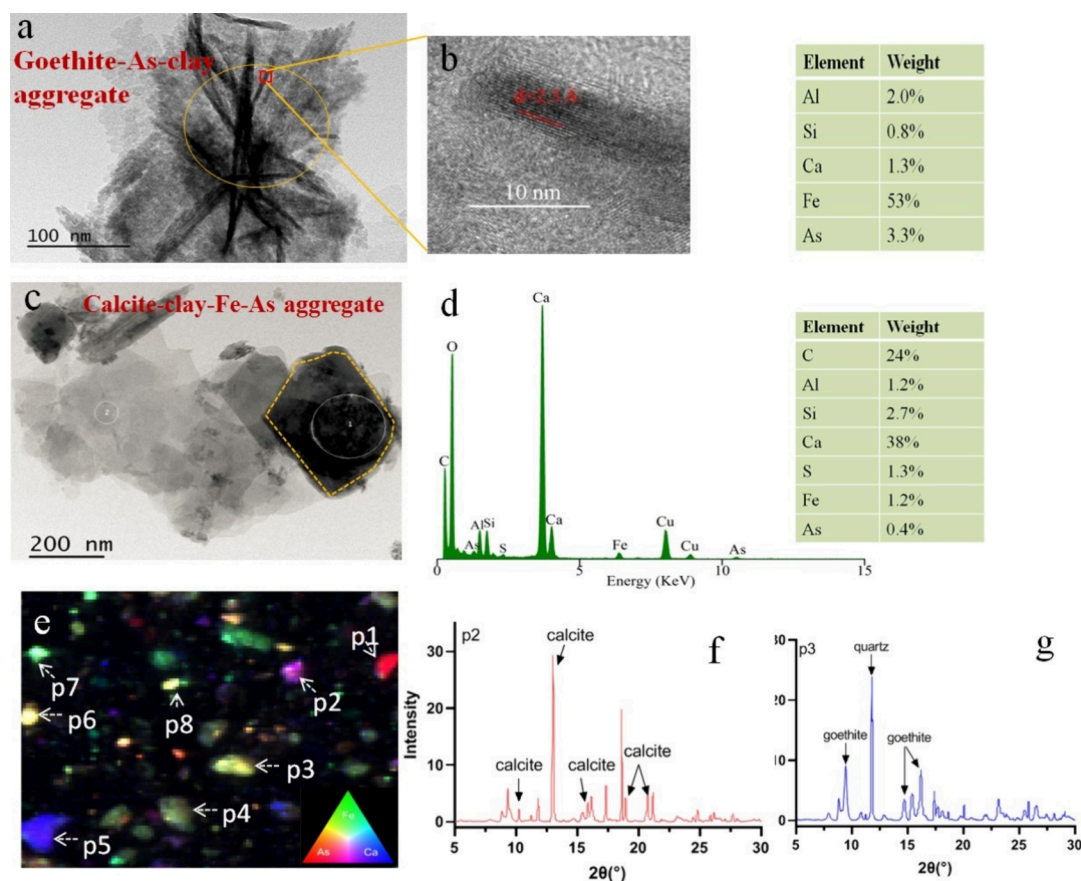 a
Goethite-As-clay
aggregate
100 nm
b
d=2.5 Å
10 nm
Element Weight
Al 2.0%
Si 0.8%
Ca 1.3%
Fe 53%
As 3.3%
c
Calcite-clay-Fe-As aggregate
2
1
200 nm
d
Ca
O
C
Al
Si
As
S
Ca
Fe
Cu
Cu
As
0 5 10 15
Energy (KeV)
Element Weight
C 24%
Al 1.2%
Si 2.7%
Ca 38%
S 1.3%
Fe 1.2%
As 0.4%
e
p1
p2
p7
p8
p6
p3
p4
p5
Fe
As
Ca
f
p2
calcite
calcite
calcite
calcite
Intensity
30
20
10
0
5 10 15 20 25 30
2θ(°)
g
p3
quartz
goethite
goethite
30
20
10
0
5 10 15 20 25 30
2θ(°)